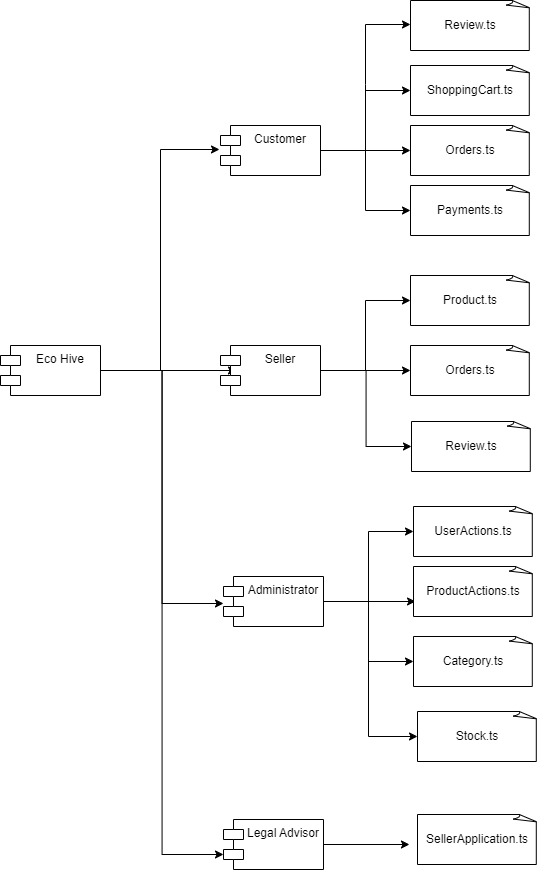 Review.ts
ShoppingCart.ts
Customer
Orders.ts
Payments.ts
Product.ts
Eco Hive
Seller
Orders.ts
Review.ts
UserActions.ts
Administrator
ProductActions.ts
Category.ts
Stock.ts
Legal Advisor
SellerApplication.ts